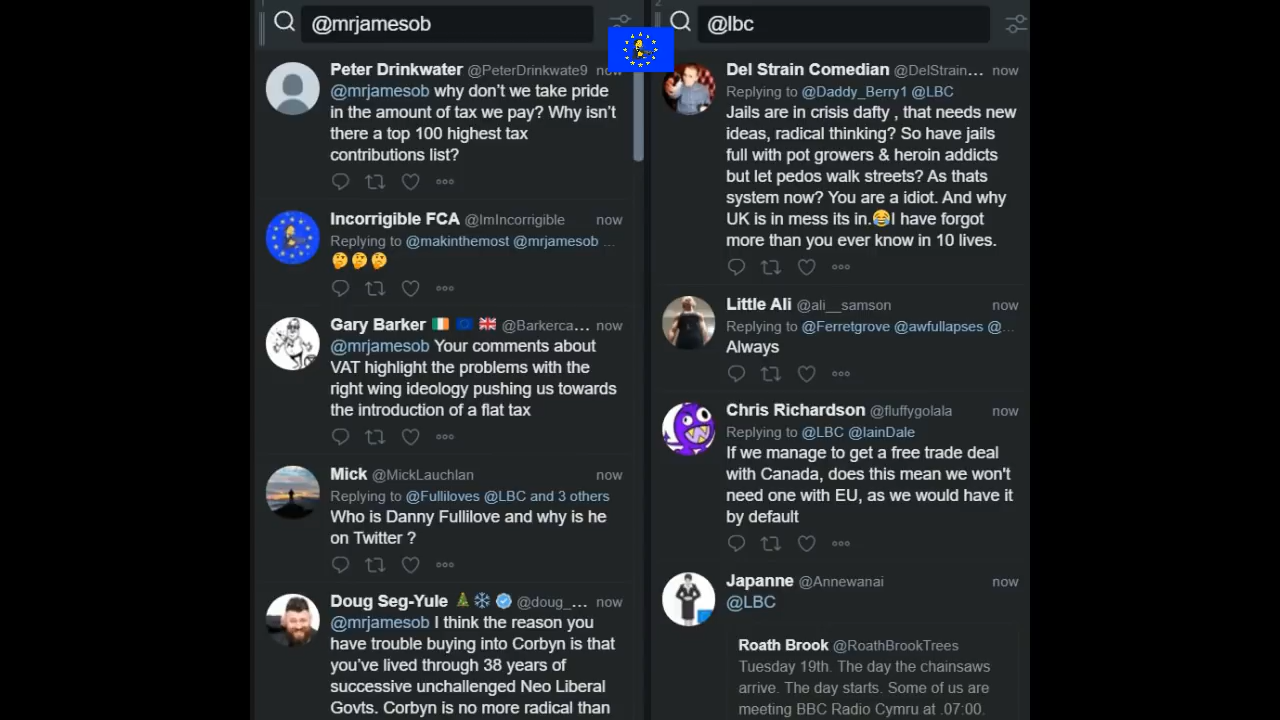 1
@mrjamesob
Peter Drinkwater @PeterDrinkwate9 now
@mrjamesob why don't we take pride
in the amount of tax we pay? Why isn't
there a top 100 highest tax
contributions list?
Incorrigible FCA @ImIncorrigible now
Replying to @makinthemost @mrjamesob ...
🤔🤔🤔
Gary Barker 🇮🇪 🇪🇺 🇬🇧 @Barkerca... now
@mrjamesob Your comments about
VAT highlight the problems with the
right wing ideology pushing us towards
the introduction of a flat tax
Mick @MickLauchlan now
Replying to @Fulliloves @LBC and 3 others
Who is Danny Fullilove and why is he
on Twitter ?
Doug Seg-Yule 🎄❄️ @doug_... now
@mrjamesob I think the reason you
have trouble buying into Corbyn is that
you've lived through 38 years of
successive unchallenged Neo Liberal
Govts. Corbyn is no more radical than
2
@lbc
Del Strain Comedian @DelStrain... now
Replying to @Daddy_Berry1 @LBC
Jails are in crisis dafty , that needs new
ideas, radical thinking? So have jails
full with pot growers & heroin addicts
but let pedos walk streets? As thats
system now? You are a idiot. And why
UK is in mess its in.😂I have forgot
more than you ever know in 10 lives.
Little Ali @ali__samson now
Replying to @Ferretgrove @awfullapses @...
Always
Chris Richardson @fluffygolala now
Replying to @LBC @IainDale
If we manage to get a free trade deal
with Canada, does this mean we won't
need one with EU, as we would have it
by default
Japanne @Annewanai now
@LBC
Roath Brook @RoathBrookTrees
Tuesday 19th. The day the chainsaws
arrive. The day starts. Some of us are
meeting BBC Radio Cymru at .07:00.